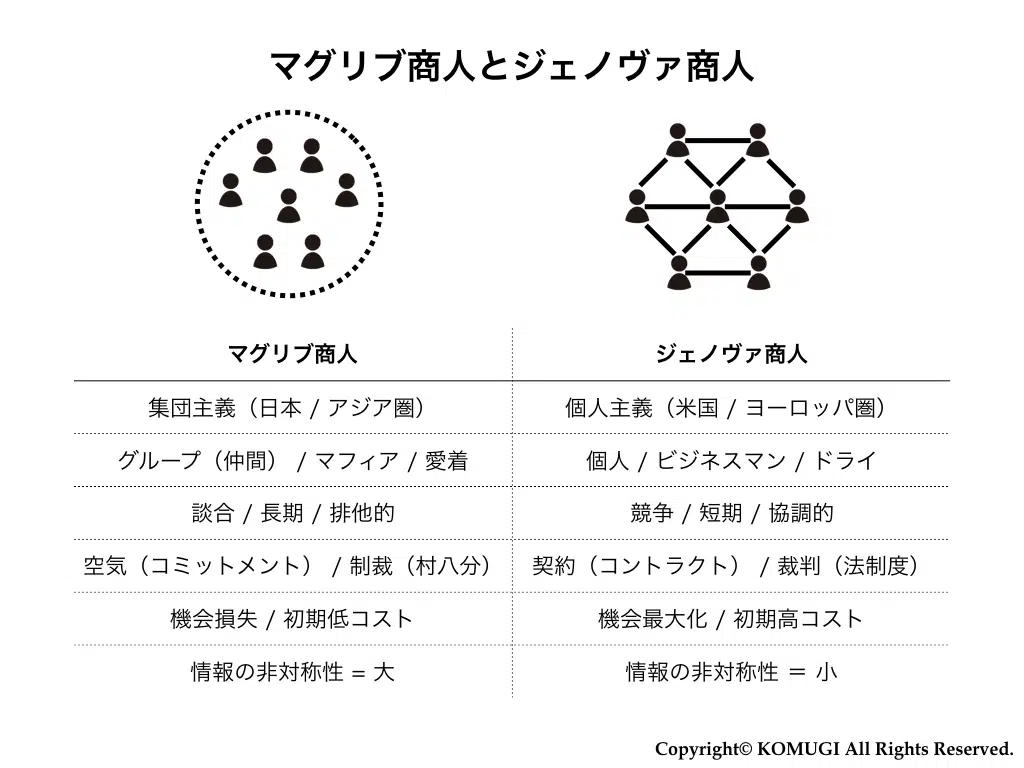 マグリブ商人とジェノヴァ商人
マグリブ商人
ジェノヴァ商人
集団主義（日本 / アジア圏）
個人主義（米国 / ヨーロッパ圏）
グループ（仲間） / マフィア / 愛着
個人 / ビジネスマン / ドライ
談合 / 長期 / 排他的
競争 / 短期 / 協調的
空気（コミットメント） / 制裁（村八分）
契約（コントラクト） / 裁判（法制度）
機会損失 / 初期低コスト
機会最大化 / 初期高コスト
情報の非対称性 = 大
情報の非対称性 ＝ 小
Copyright© KOMUGI All Rights Reserved.